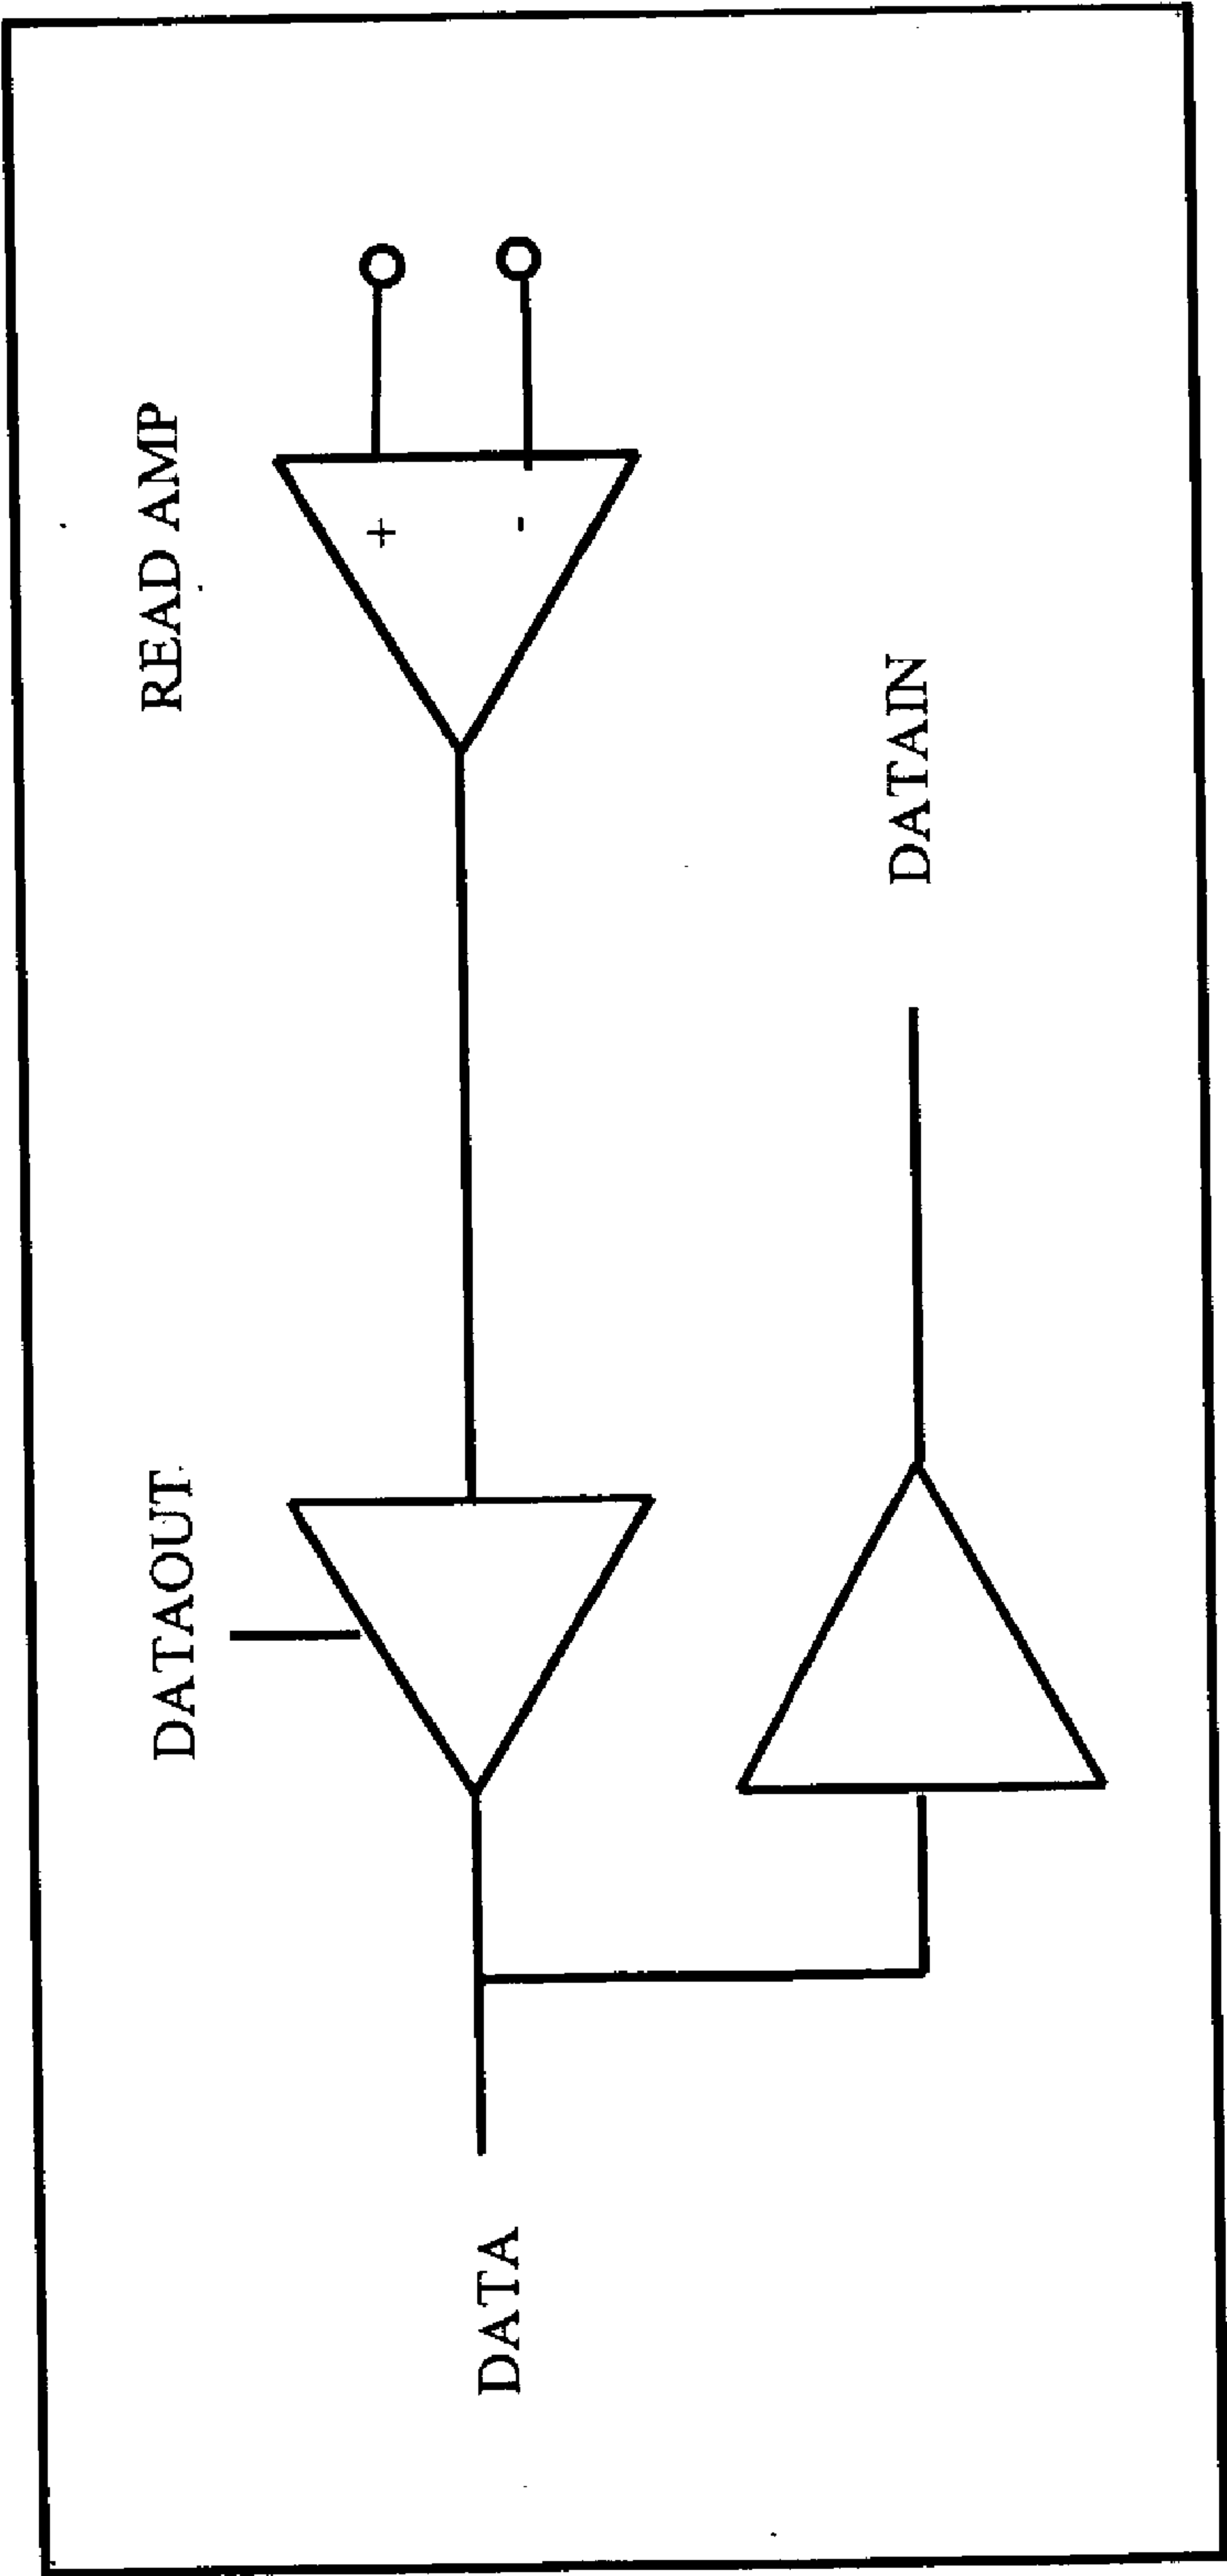 READ AMP
+
-
DATAOUT
DATAIN
DATA